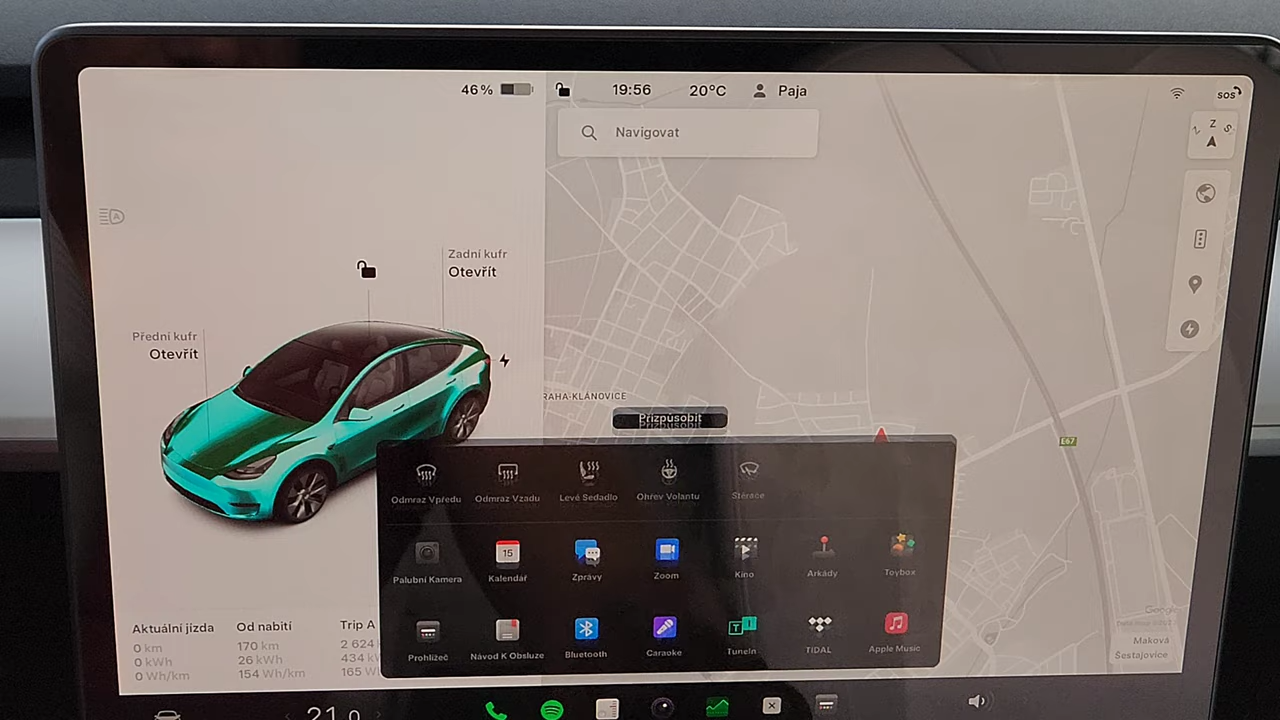 46 %
19:56
20°C
Paja
SOS
Navigovat
Z
S
A
Zadní kufr
Otevřít
Přední kufr
Otevřít
RAHA-KLÁNOVICE
Přizpůsobit
E67
Odmraz Vpředu
Odmraz Vzadu
Levé Sedadlo
Ohřev Volantu
Stěrače
15
Palubní Kamera
Kalendář
Zprávy
Zoom
Kino
Arkády
Toybox
Prohlížeč
Návod K Obsluze
Bluetooth
Caraoke
TuneIn
TIDAL
Apple Music
Aktuální jízda
Od nabití
Trip A
0 km
170 km
2 624
0 kWh
26 kWh
434 k
0 Wh/km
154 Wh/km
165 W
Google
Maková
Šestajovice
21.0